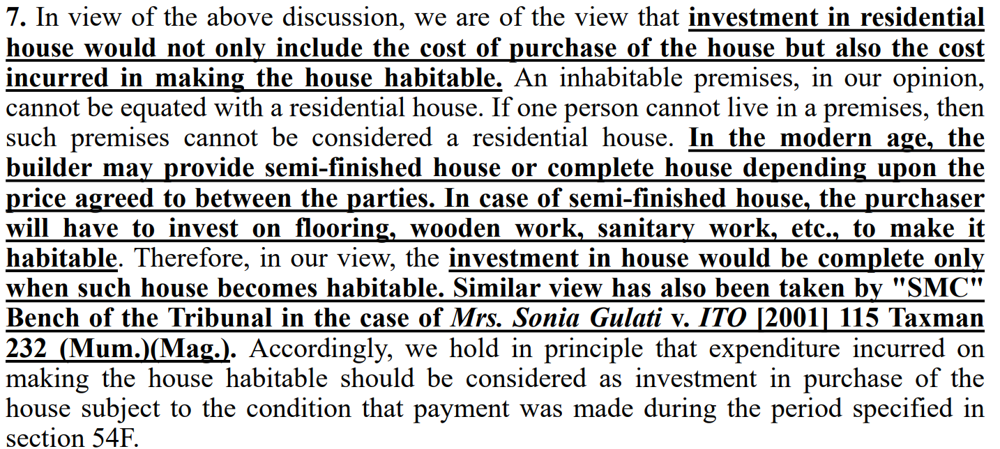 7. In view of the above discussion, we are of the view that investment in residential
house would not only include the cost of purchase of the house but also the cost
incurred in making the house habitable. An inhabitable premises, in our opinion,
cannot be equated with a residential house. If one person cannot live in a premises, then
such premises cannot be considered a residential house. In the modern age, the
builder may provide semi-finished house or complete house depending upon the
price agreed to between the parties. In case of semi-finished house, the purchaser
will have to invest on flooring, wooden work, sanitary work, etc., to make it
habitable. Therefore, in our view, the investment in house would be complete only
when such house becomes habitable. Similar view has also been taken by "SMC"
Bench of the Tribunal in the case of Mrs. Sonia Gulati v. ITO [2001] 115 Taxman
232 (Mum.)(Mag.). Accordingly, we hold in principle that expenditure incurred on
making the house habitable should be considered as investment in purchase of the
house subject to the condition that payment was made during the period specified in
section 54F.